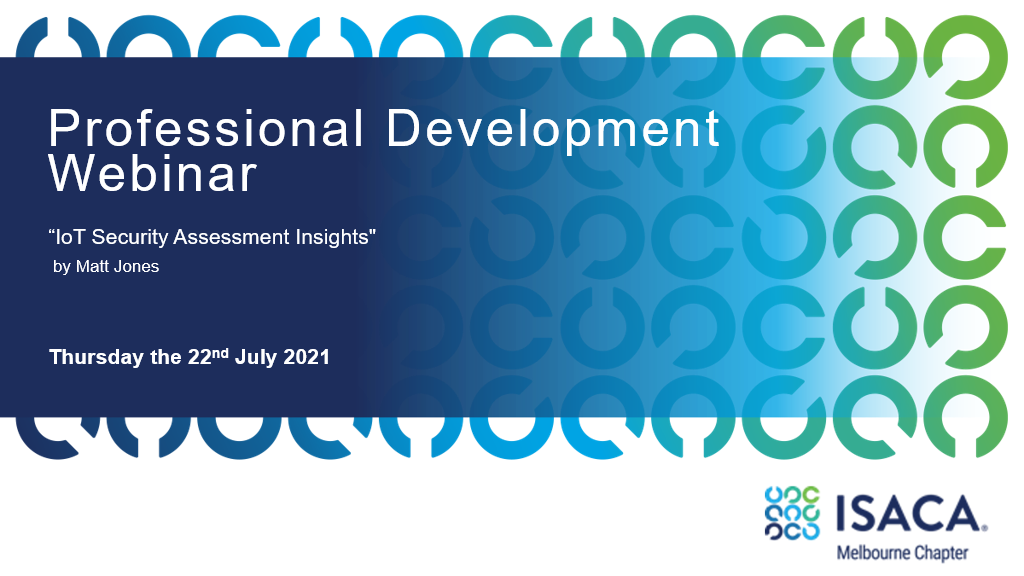 Professional Development
Webinar
“IoT Security Assessment Insights"
by Matt Jones
Thursday the 22nd July 2021
ISACA®
Melbourne Chapter